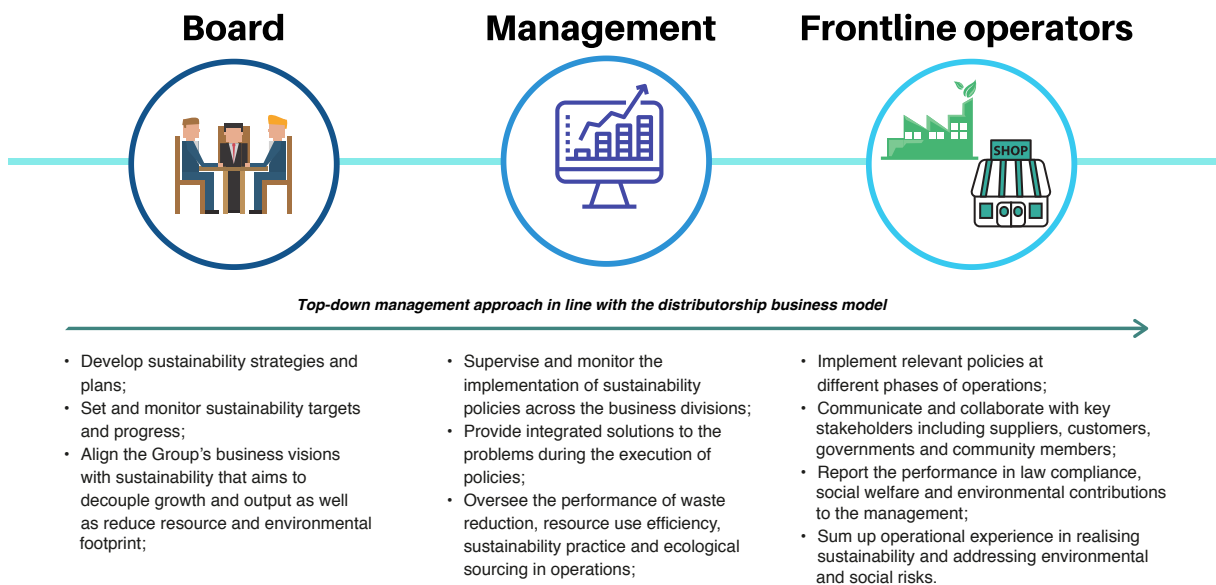 Board
Management
Frontline operators
SHOP
Top-down management approach in line with the distributorship business model
• Develop sustainability strategies and
plans;
• Set and monitor sustainability targets
and progress;
• Align the Group's business visions
with sustainability that aims to
decouple growth and output as well
as reduce resource and environmental
footprint;
• Supervise and monitor the
implementation of sustainability
policies across the business divisions;
• Provide integrated solutions to the
problems during the execution of
policies;
• Oversee the performance of waste
reduction, resource use efficiency,
sustainability practice and ecological
sourcing in operations;
• Implement relevant policies at
different phases of operations;
• Communicate and collaborate with key
stakeholders including suppliers, customers,
governments and community members;
• Report the performance in law compliance,
social welfare and environmental contributions
to the management;
• Sum up operational experience in realising
sustainability and addressing environmental
and social risks.